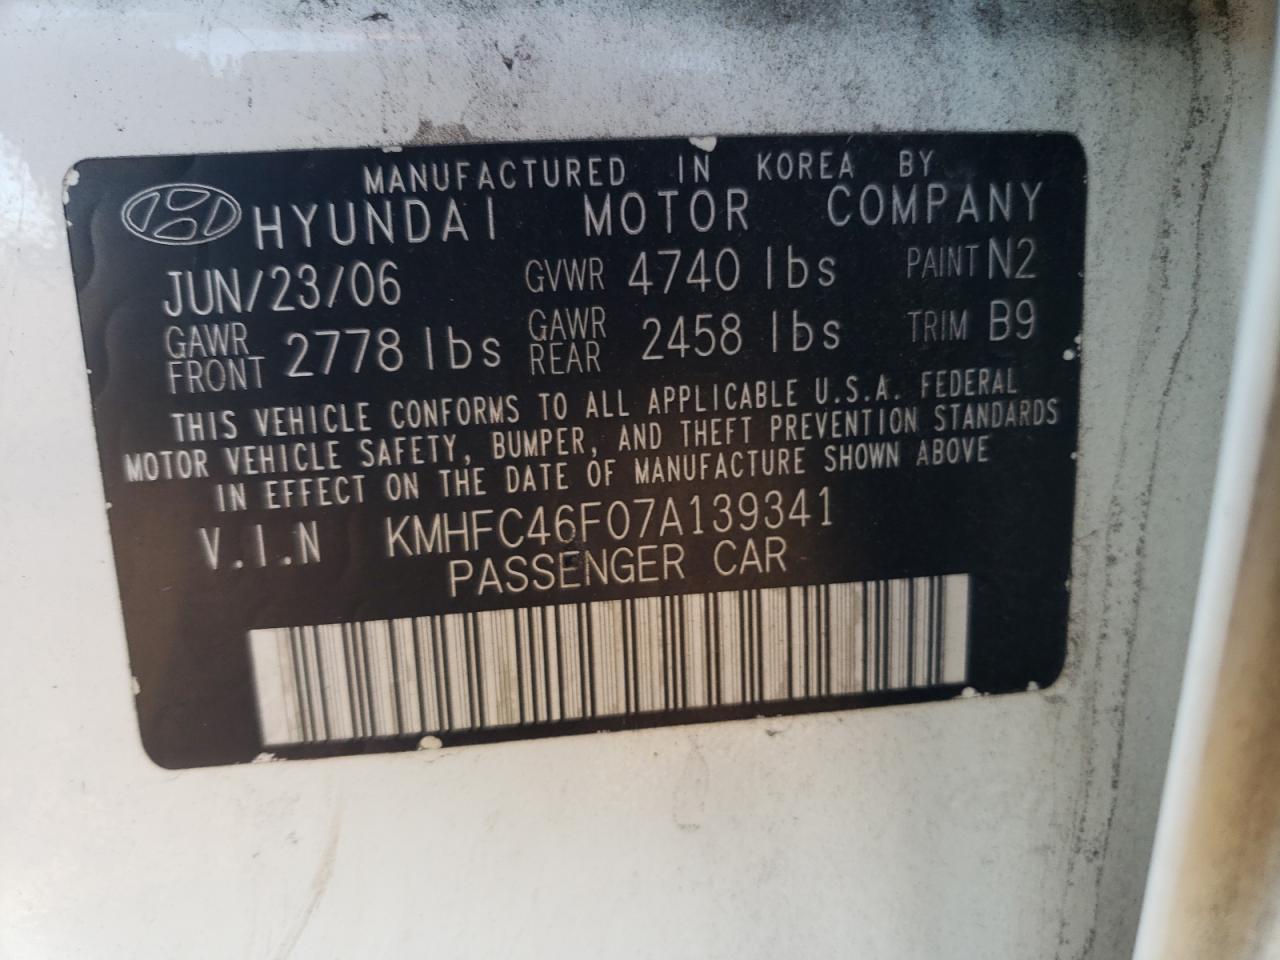 MANUFACTURED IN KOREA BY
HYUNDAI MOTOR COMPANY
JUN/23/06 GVWR 4740 lbs PAINT N2
GAWR FRONT 2778 lbs GAWR REAR 2458 lbs TRIM B9
THIS VEHICLE CONFORMS TO ALL APPLICABLE U.S.A. FEDERAL
MOTOR VEHICLE SAFETY, BUMPER, AND THEFT PREVENTION STANDARDS
IN EFFECT ON THE DATE OF MANUFACTURE SHOWN ABOVE
V.I.N KMHFC46F07A139341
PASSENGER CAR